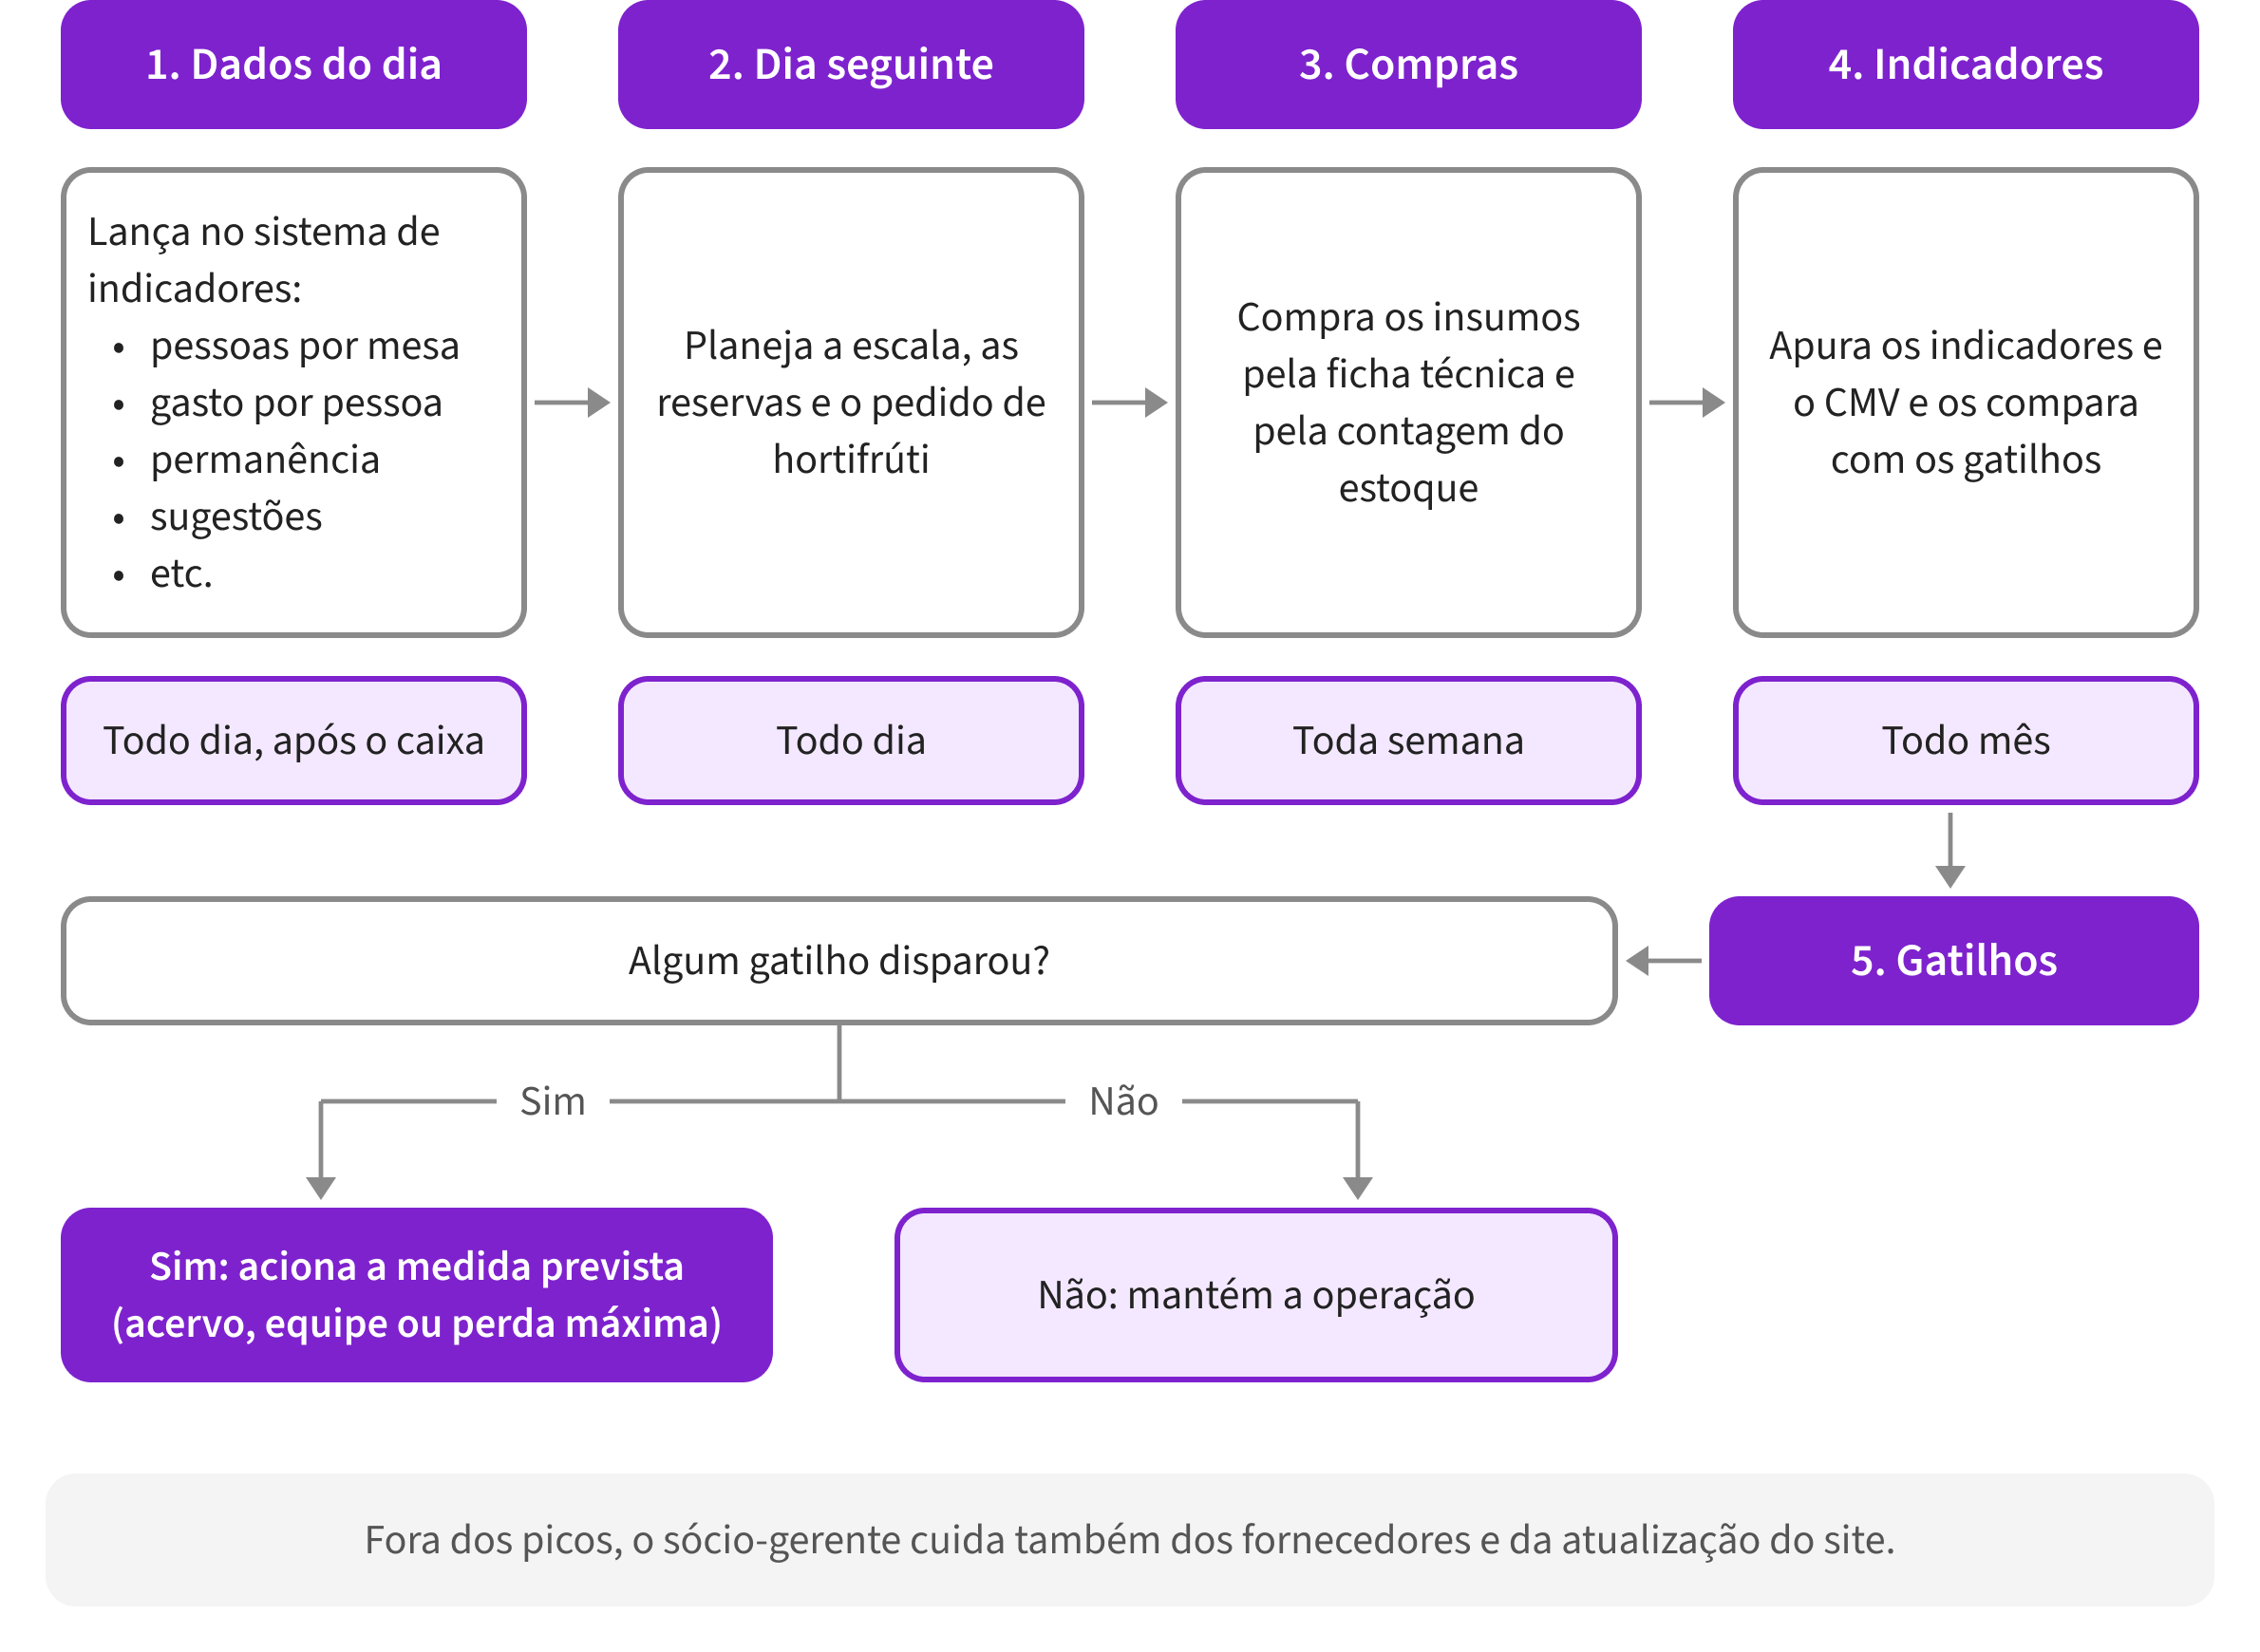 1. Dados do dia
2. Dia seguinte
3. Compras
4. Indicadores
Lança no sistema de
indicadores:
• pessoas por mesa
• gasto por pessoa
• permanência
• sugestões
• etc.
Planeja a escala, as
reservas e o pedido de
hortifrúti
Compra os insumos
pela ficha técnica e
pela contagem do
estoque
Apura os indicadores e
o CMV e os compara
com os gatilhos
Todo dia, após o caixa
Todo dia
Toda semana
Todo mês
Algum gatilho disparou?
5. Gatilhos
Sim
Não
Sim: aciona a medida prevista
(acervo, equipe ou perda máxima)
Não: mantém a operação
Fora dos picos, o sócio-gerente cuida também dos fornecedores e da atualização do site.